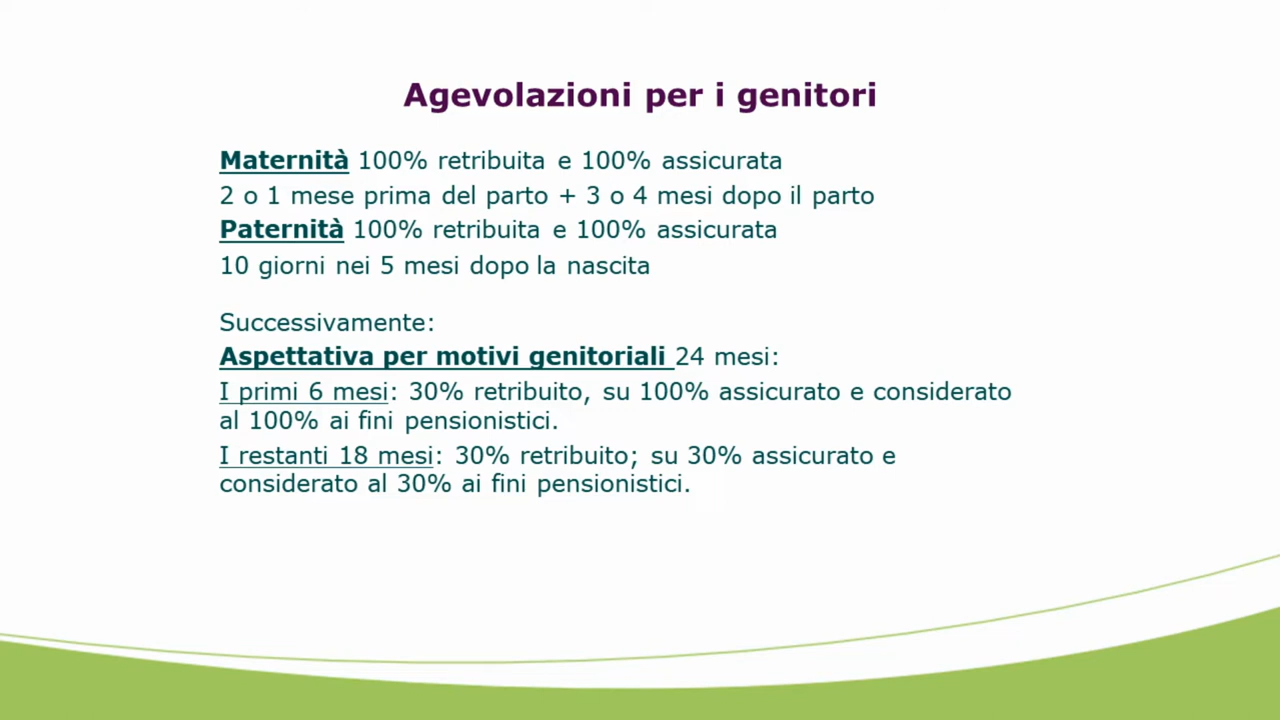 Agevolazioni per i genitori
Maternità 100% retribuita e 100% assicurata
2 o 1 mese prima del parto + 3 o 4 mesi dopo il parto
Paternità 100% retribuita e 100% assicurata
10 giorni nei 5 mesi dopo la nascita
Successivamente:
Aspettativa per motivi genitoriali 24 mesi:
I primi 6 mesi: 30% retribuito, su 100% assicurato e considerato
al 100% ai fini pensionistici.
I restanti 18 mesi: 30% retribuito; su 30% assicurato e
considerato al 30% ai fini pensionistici.